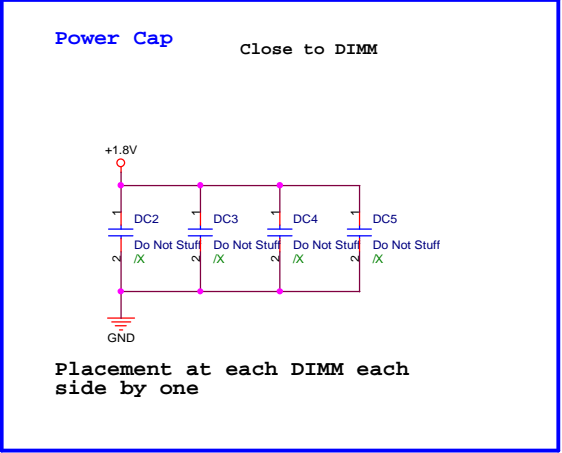 Power Cap
Close to DIMM
+1.8V
1 1 1 1
DC2 DC3 DC4 DC5
Do Not Stuff Do Not Stuff Do Not Stuff Do Not Stuff
2 2 2 2
/X /X /X /X
GND
Placement at each DIMM each
side by one